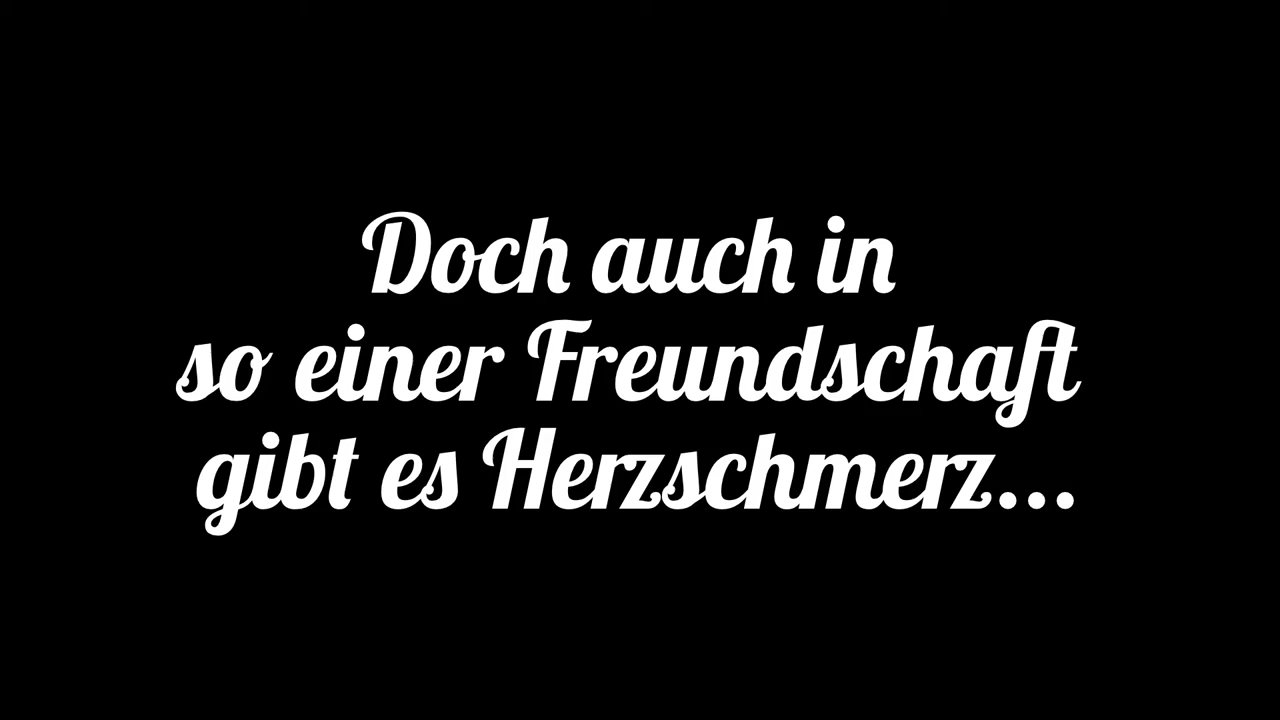 Doch auch in
so einer Freundschaft
gibt es Herzschmerz...